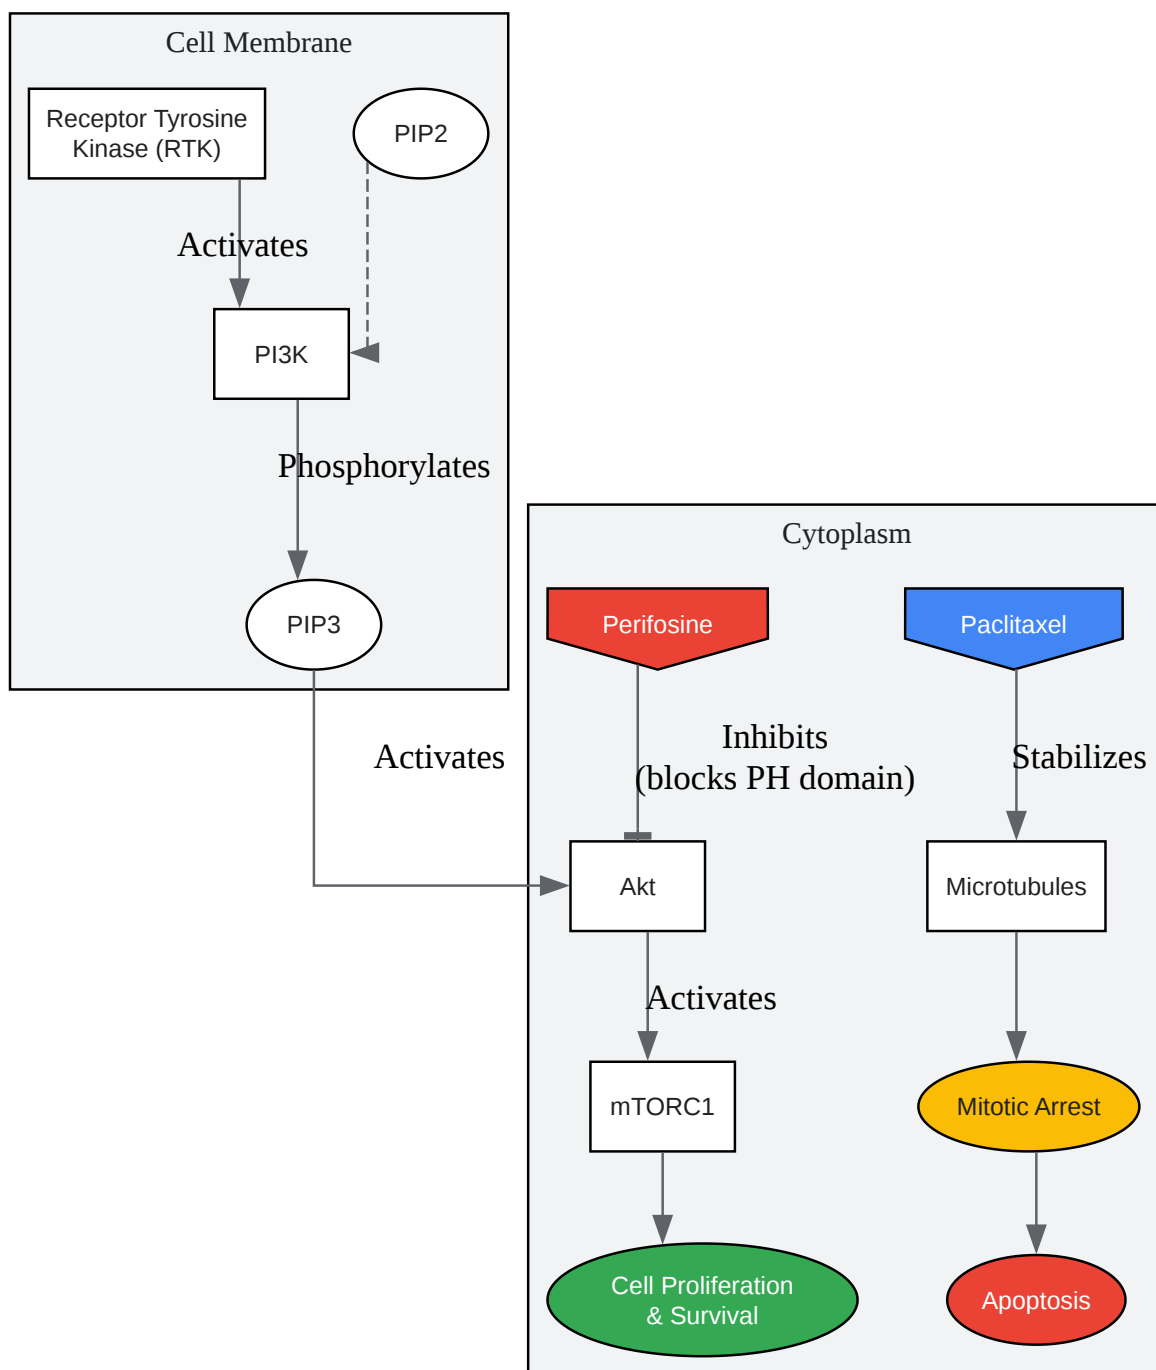 Cell Membrane
Receptor Tyrosine
Kinase (RTK)
PIP2
Activates
PI3K
Phosphorylates
PIP3
Activates
Cytoplasm
Perifosine
Paclitaxel
Inhibits
(blocks PH domain)
Stabilizes
Akt
Microtubules
Activates
mTORC1
Mitotic Arrest
Cell Proliferation
& Survival
Apoptosis